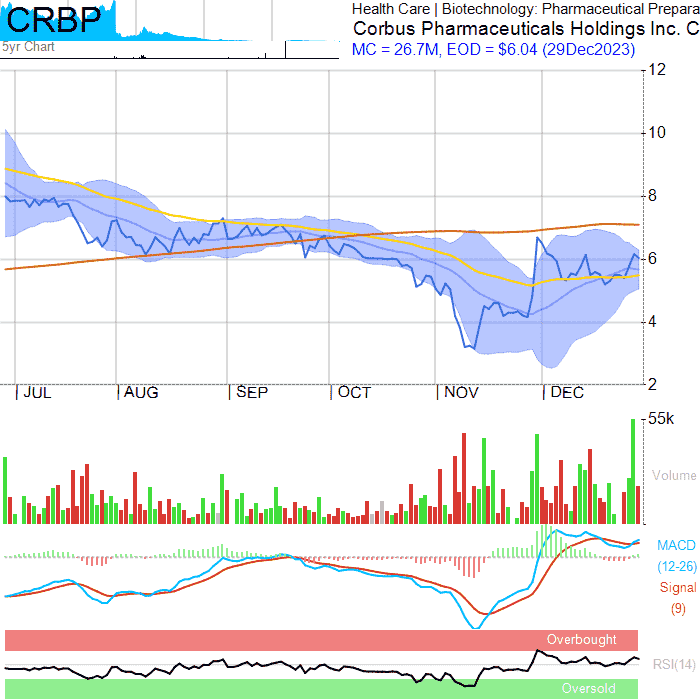 CRBP
5yr Chart
Health Care | Biotechnology: Pharmaceutical Prepara
Corbus Pharmaceuticals Holdings Inc. C
MC = 26.7M, EOD = $6.04 (29Dec2023)
12
10
8
6
4
2
JUL AUG SEP OCT NOV DEC
55k
Volume
MACD
(12-26)
Signal
(9)
Overbought
RSI(14)
Oversold